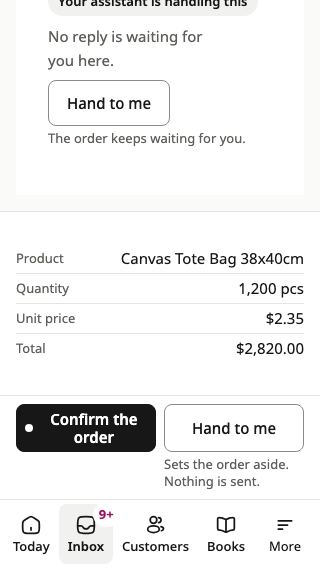 Your assistant is handling this
No reply is waiting for
you here.
Hand to me
The order keeps waiting for you.
Product Canvas Tote Bag 38x40cm
Quantity 1,200 pcs
Unit price $2.35
Total $2,820.00
Confirm the
order
Hand to me
Sets the order aside.
Nothing is sent.
9+
Today Inbox Customers Books More